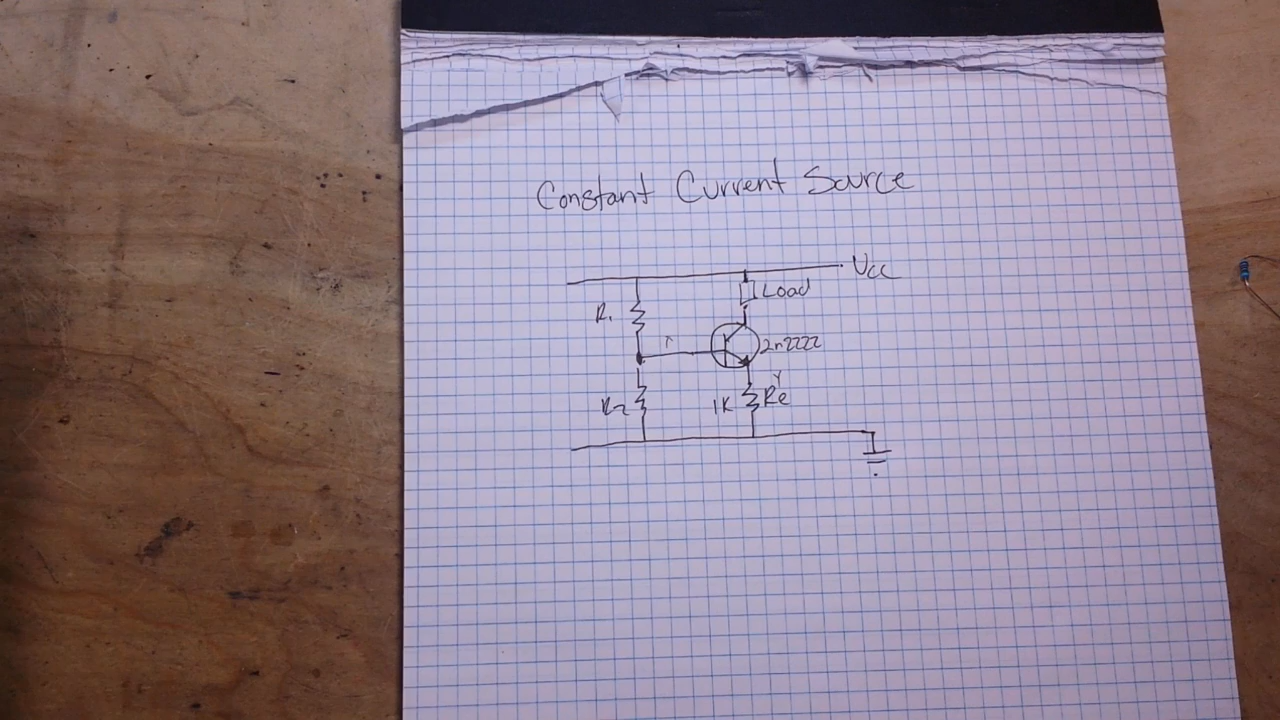 Constant Current Source
Vcc
Load
R1
2n2222
R2
1K Re